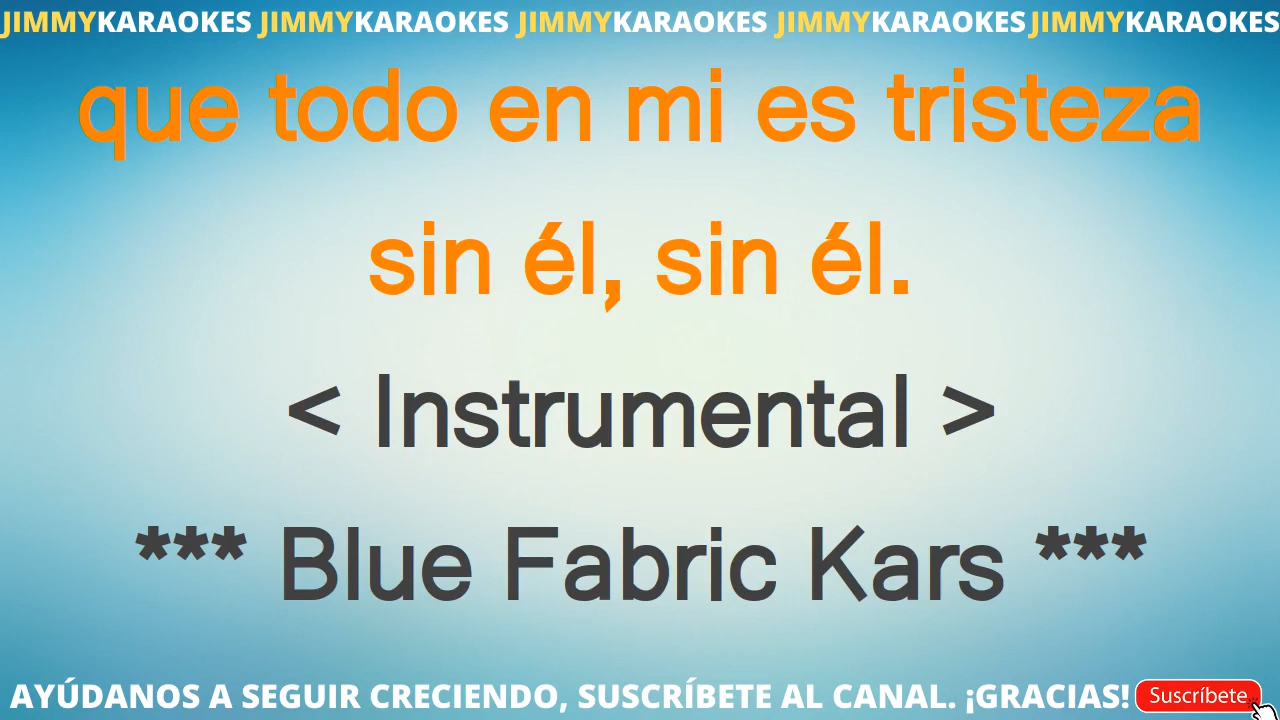 JIMMYKARAOKES JIMMYKARAOKES JIMMYKARAOKES JIMMYKARAOKES JIMMYKARAOKES
que todo en mi es tristeza
sin él, sin él.
< Instrumental >
*** Blue Fabric Kars ***
AYÚDANOS A SEGUIR CRECIENDO, SUSCRÍBETE AL CANAL. ¡GRACIAS! Suscríbete